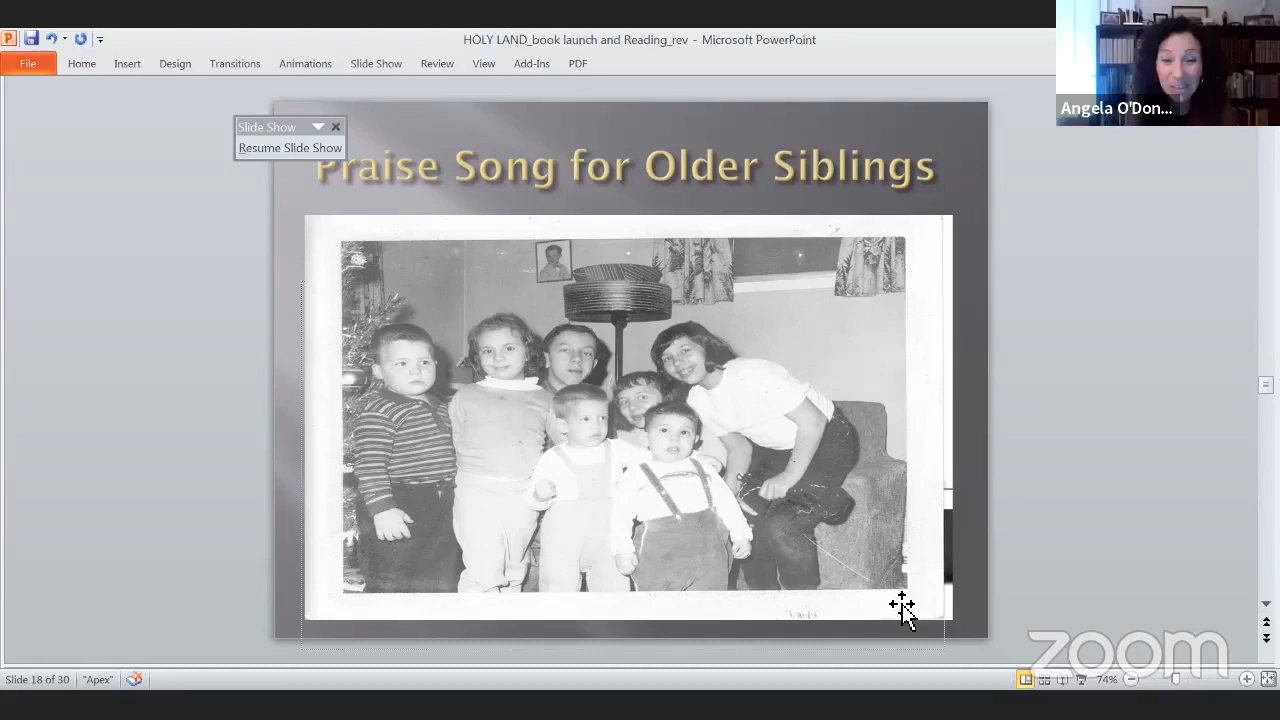 HOLY LAND_book launch and Reading_rev - Microsoft PowerPoint
File Home Insert Design Transitions Animations Slide Show Review View Add-Ins PDF
Angela O'Don...
Slide Show
Resume Slide Show
Praise Song for Older Siblings
zoom
Slide 18 of 30 "Apex" 74%